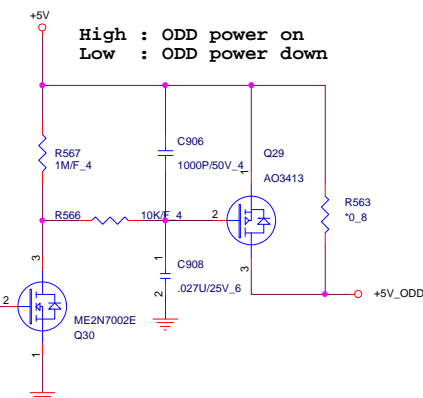 +5V
High : ODD power on
Low : ODD power down
R567
1M/F_4
C906
1000P/50V_4
Q29
AO3413
1
2
3
R563
*0_8
R566
10K/F_4
C908
.027U/25V_6
1
2
+5V_ODD
3
2
1
ME2N7002E
Q30